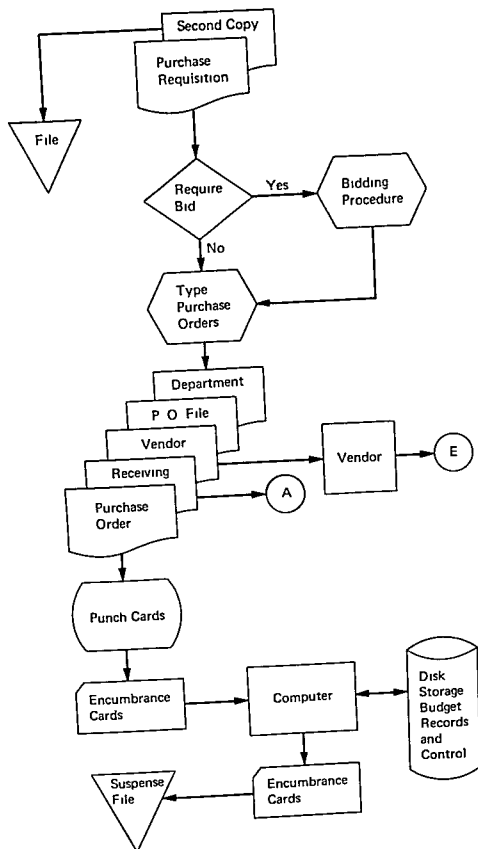 Second Copy
Purchase
Requisition
File
Require
Bid
Yes
Bidding
Procedure
No
Type
Purchase
Orders
Department
P O File
Vendor
Receiving
Purchase
Order
Vendor
E
A
Punch Cards
Encumbrance
Cards
Computer
Disk
Storage
Budget
Records
and
Control
Suspense
File
Encumbrance
Cards